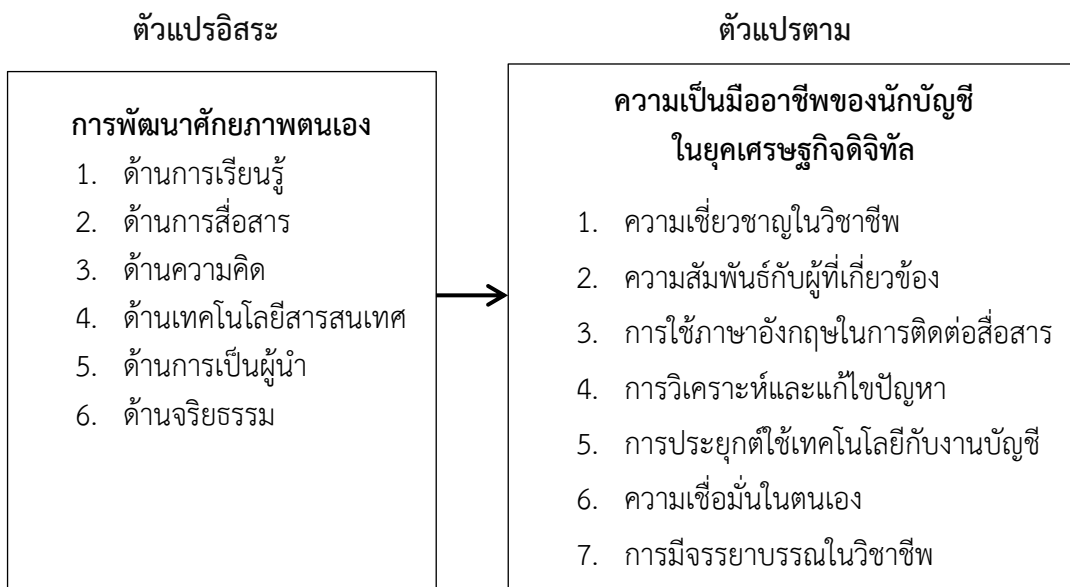 ตัวแปรอิสระ
ตัวแปรตาม
การพัฒนาศักยภาพตนเอง
1. ด้านการเรียนรู้
2. ด้านการสื่อสาร
3. ด้านความคิด
4. ด้านเทคโนโลยีสารสนเทศ
5. ด้านการเป็นผู้นำ
6. ด้านจริยธรรม
ความเป็นมืออาชีพของนักบัญชี
ในยุคเศรษฐกิจดิจิทัล
1. ความเชี่ยวชาญในวิชาชีพ
2. ความสัมพันธ์กับผู้ที่เกี่ยวข้อง
3. การใช้ภาษาอังกฤษในการติดต่อสื่อสาร
4. การวิเคราะห์และแก้ไขปัญหา
5. การประยุกต์ใช้เทคโนโลยีกับงานบัญชี
6. ความเชื่อมั่นในตนเอง
7. การมีจรรยาบรรณในวิชาชีพ